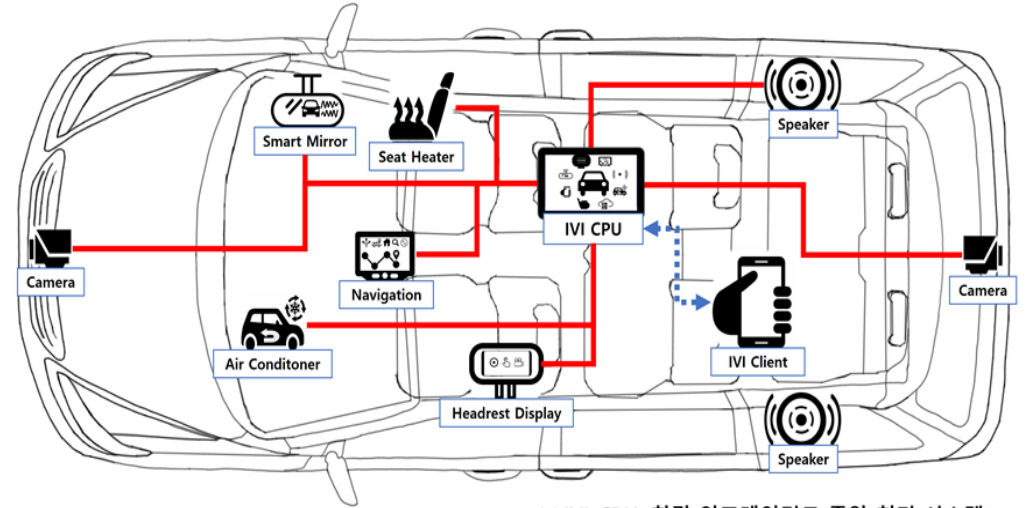 Smart Mirror
Seat Heater
Speaker
IVI CPU
Camera
Navigation
Camera
Air Conditoner
IVI Client
Headrest Display
Speaker